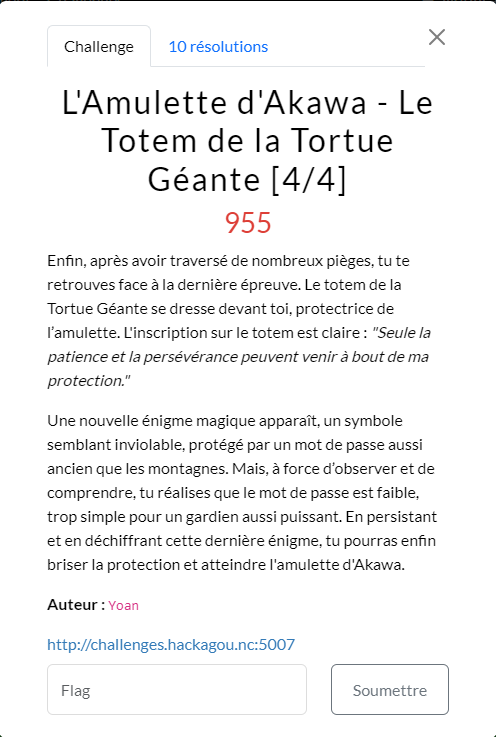 Challenge
10 résolutions
L'Amulette d'Akawa - Le
Totem de la Tortue
Géante [4/4]
955
Enfin, après avoir traversé de nombreux pièges, tu te
retrouves face à la dernière épreuve. Le totem de la
Tortue Géante se dresse devant toi, protectrice de
l’amulette. L'inscription sur le totem est claire : "Seule la
patience et la persévérance peuvent venir à bout de ma
protection."
Une nouvelle énigme magique apparaît, un symbole
semblant inviolable, protégé par un mot de passe aussi
ancien que les montagnes. Mais, à force d’observer et de
comprendre, tu réalises que le mot de passe est faible,
trop simple pour un gardien aussi puissant. En persistant
et en déchiffrant cette dernière énigme, tu pourras enfin
briser la protection et atteindre l'amulette d'Akawa.
Auteur : Yoan
http://challenges.hackagou.nc:5007
Flag
Soumettre